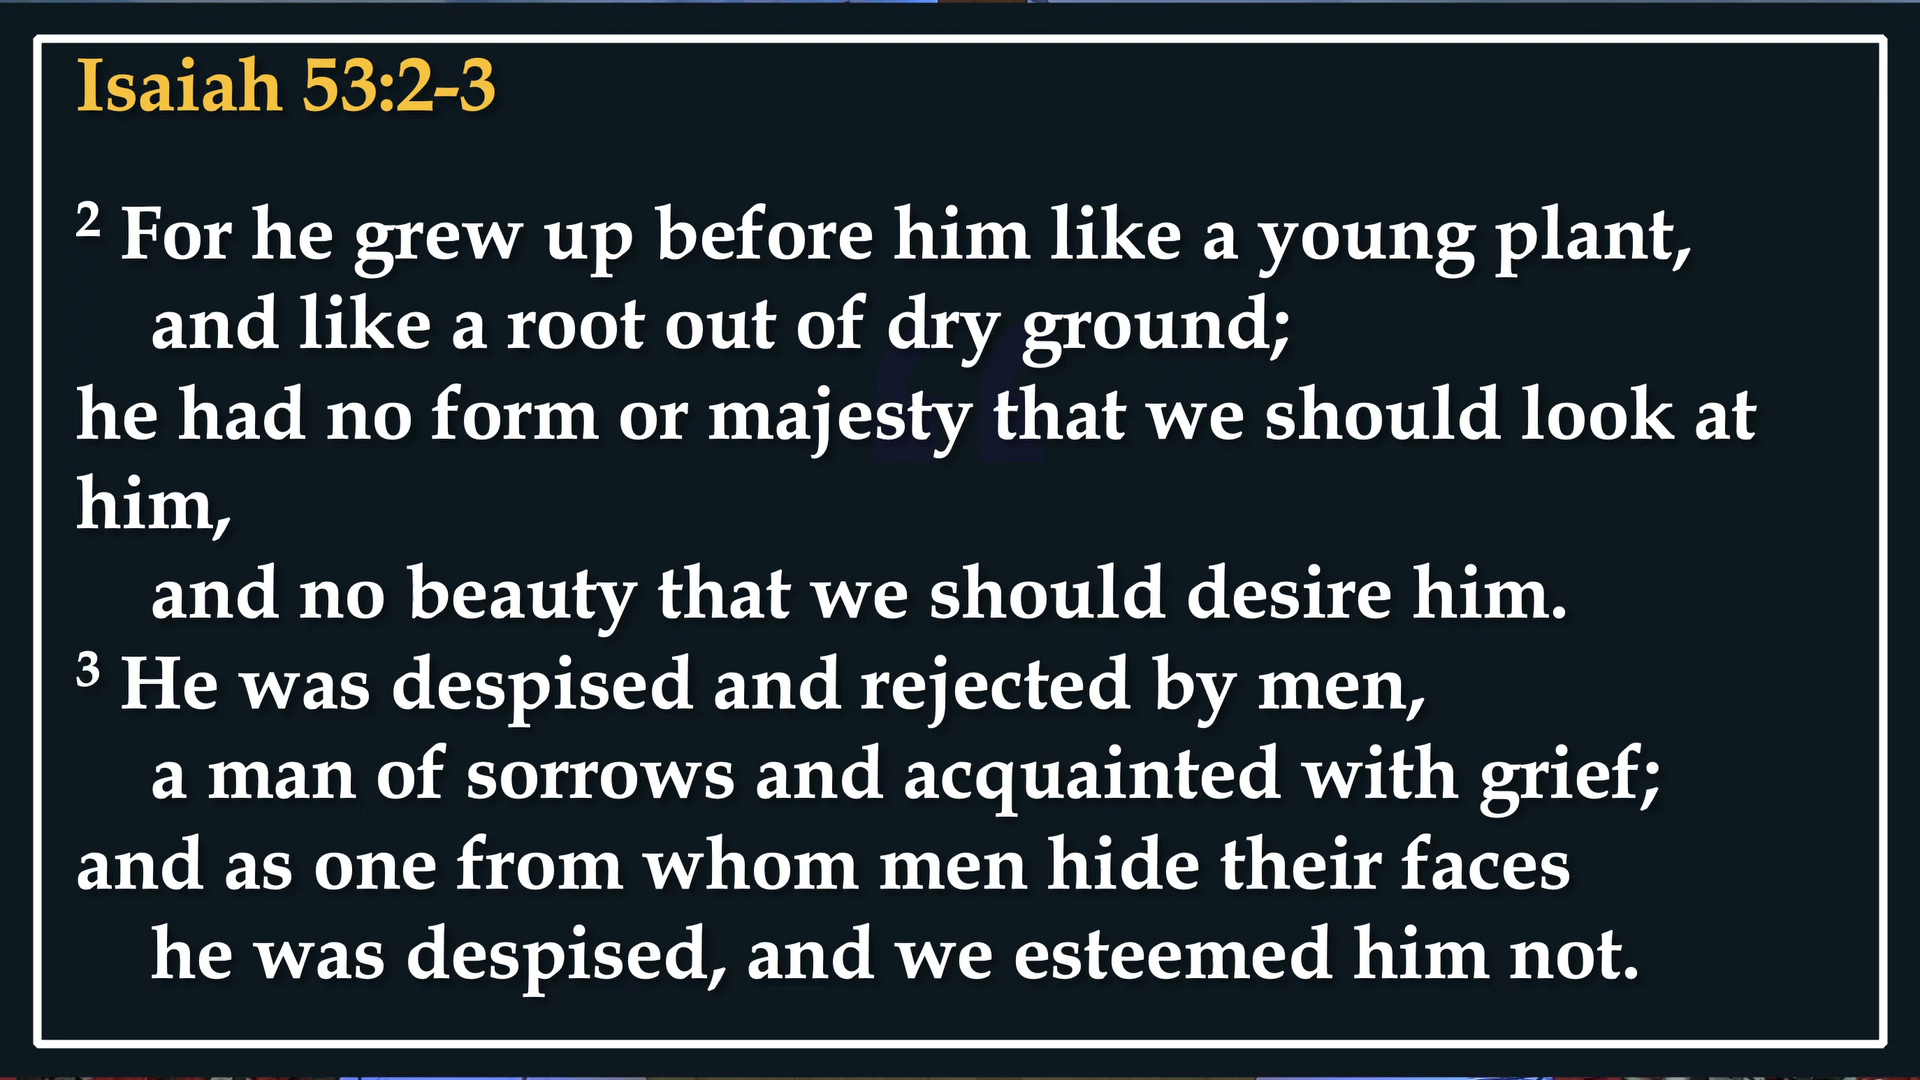 Isaiah 53:2-3
2 For he grew up before him like a young plant,
and like a root out of dry ground;
he had no form or majesty that we should look at
him,
and no beauty that we should desire him.
3 He was despised and rejected by men,
a man of sorrows and acquainted with grief;
and as one from whom men hide their faces
he was despised, and we esteemed him not.